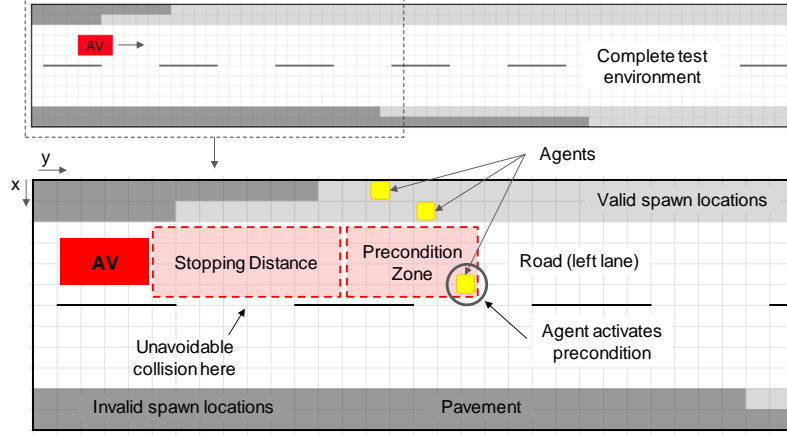 AV
Complete test
environment
y
x
Agents
Valid spawn locations
AV
Stopping Distance
Precondition
Zone
Road (left lane)
Unavoidable
collision here
Agent activates
precondition
Invalid spawn locations
Pavement